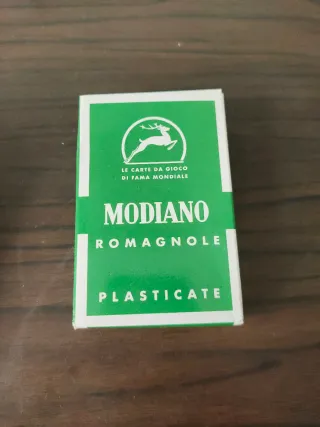 LE CARTE DA GIOCO
DI FAMA MONDIALE
MODIANO
ROMAGNOLE
PLASTICATE